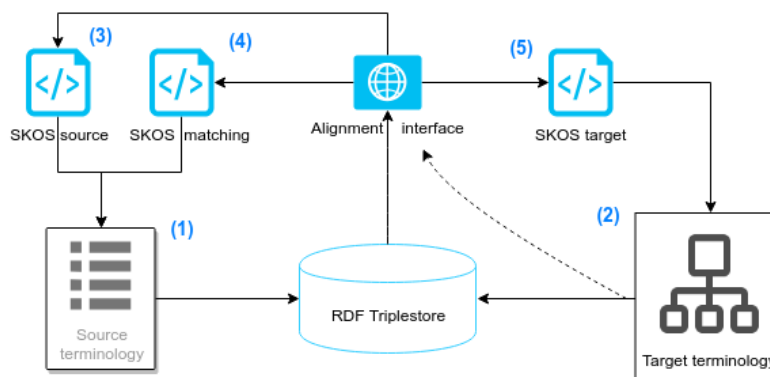 (3)
(4)
(5)
</>
</>
</>
SKOS source
SKOS matching
Alignment interface
SKOS target
(1)
(2)
RDF Triplestore
Source
terminology
Target terminology